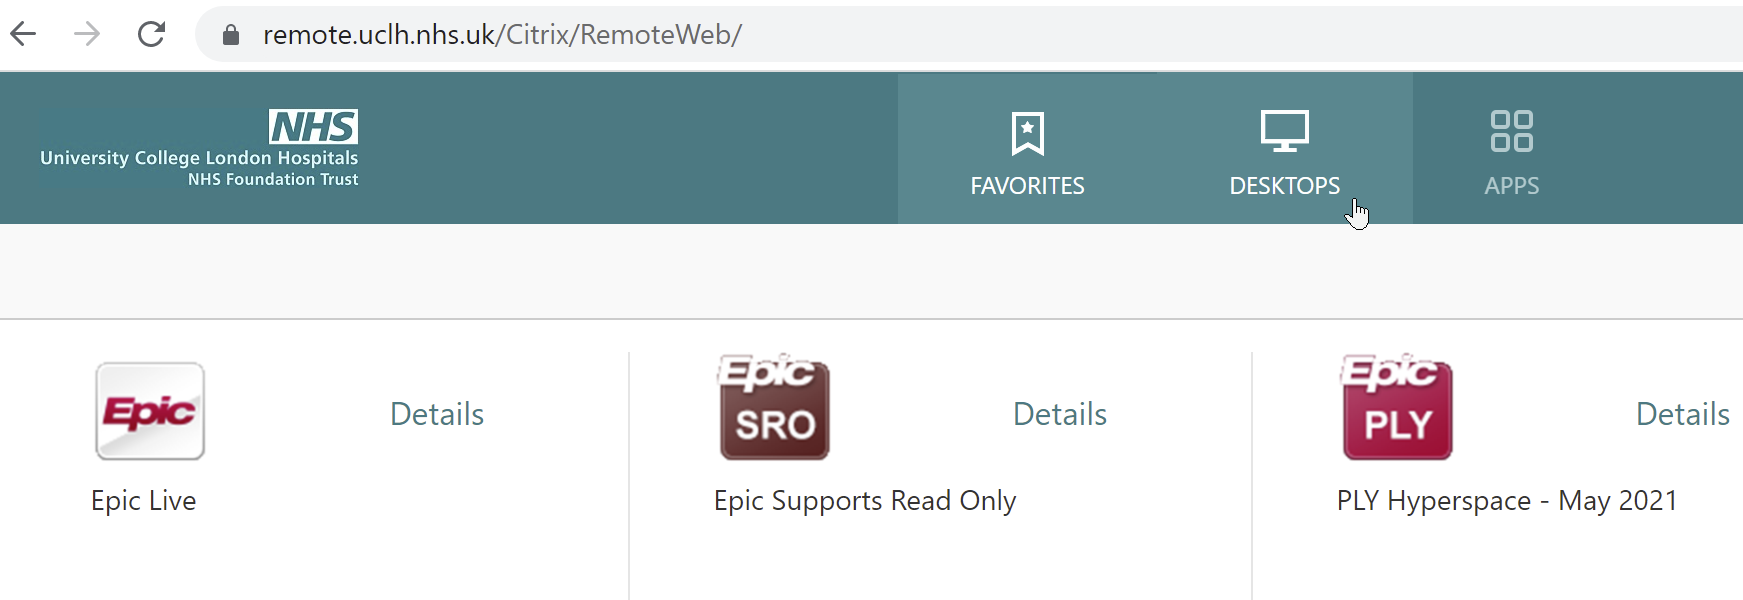 remote.uclh.nhs.uk/Citrix/RemoteWeb/
NHS
University College London Hospitals
NHS Foundation Trust
FAVORITES
DESKTOPS
APPS
Epic
Details
Epic Live
Epic
SRO
Details
Epic Supports Read Only
Epic
PLY
Details
PLY Hyperspace - May 2021